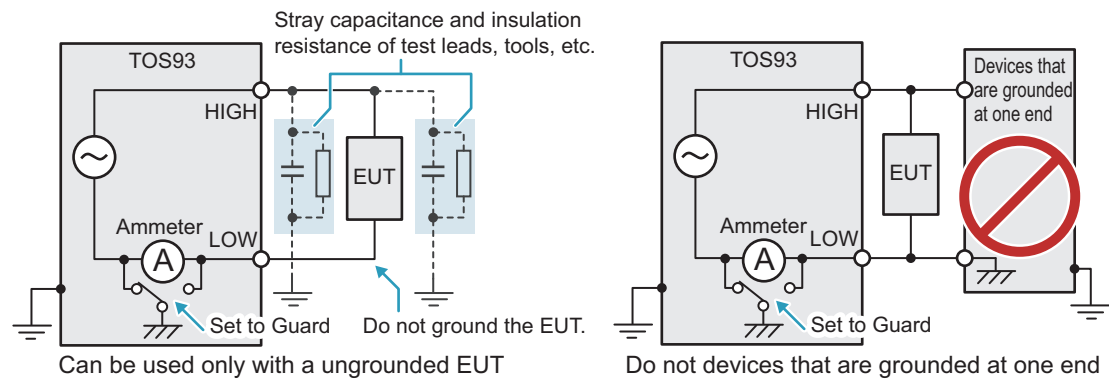 Stray capacitance and insulation
resistance of test leads, tools, etc.
TOS93
HIGH
EUT
Ammeter
LOW
A
Set to Guard
Do not ground the EUT.
Can be used only with a ungrounded EUT
TOS93
Devices that
are grounded
at one end
HIGH
EUT
Ammeter
LOW
A
Set to Guard
Do not devices that are grounded at one end